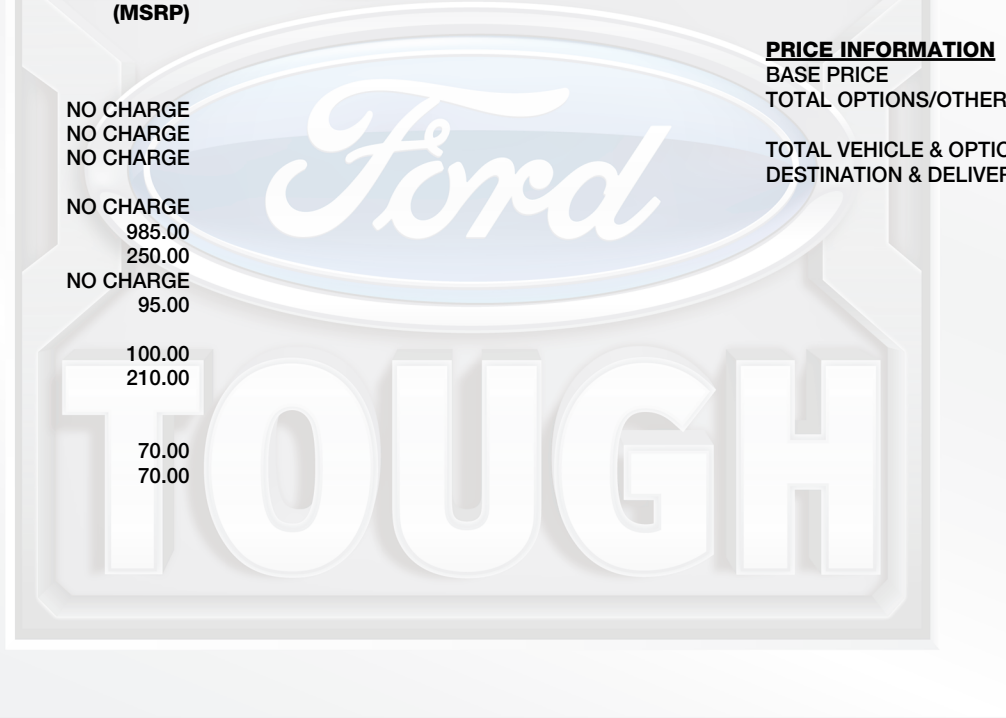 (MSRP)
NO CHARGE
NO CHARGE
NO CHARGE
NO CHARGE
985.00
250.00
NO CHARGE
95.00
100.00
210.00
70.00
70.00
PRICE INFORMATION
BASE PRICE
TOTAL OPTIONS/OTHER
TOTAL VEHICLE & OPTIO
DESTINATION & DELIVER
Ford
TOUGH